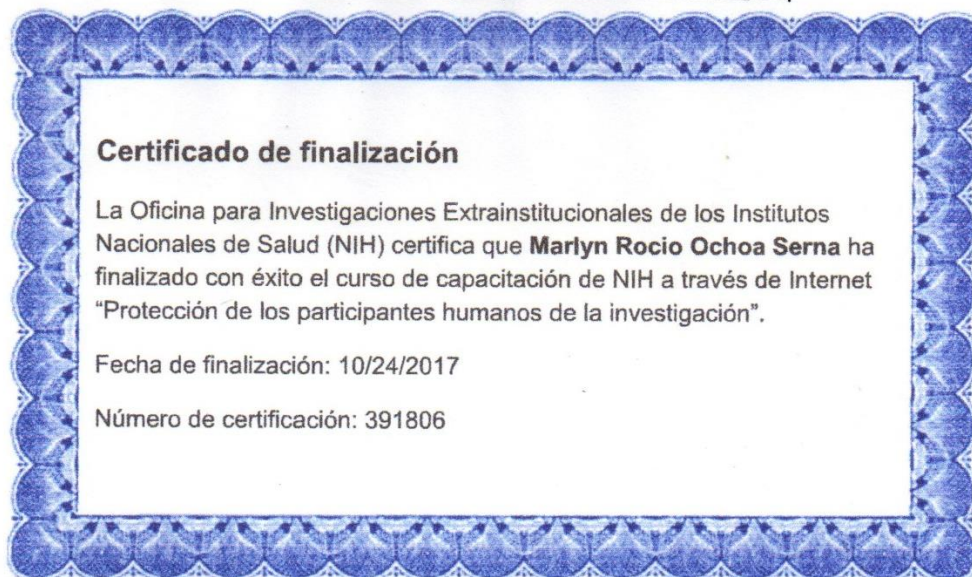 Certificado de finalización
La Oficina para Investigaciones Extrainstitucionales de los Institutos
Nacionales de Salud (NIH) certifica que Marlyn Rocio Ochoa Serna ha
finalizado con éxito el curso de capacitación de NIH a través de Internet
“Protección de los participantes humanos de la investigación”.
Fecha de finalización: 10/24/2017
Número de certificación: 391806